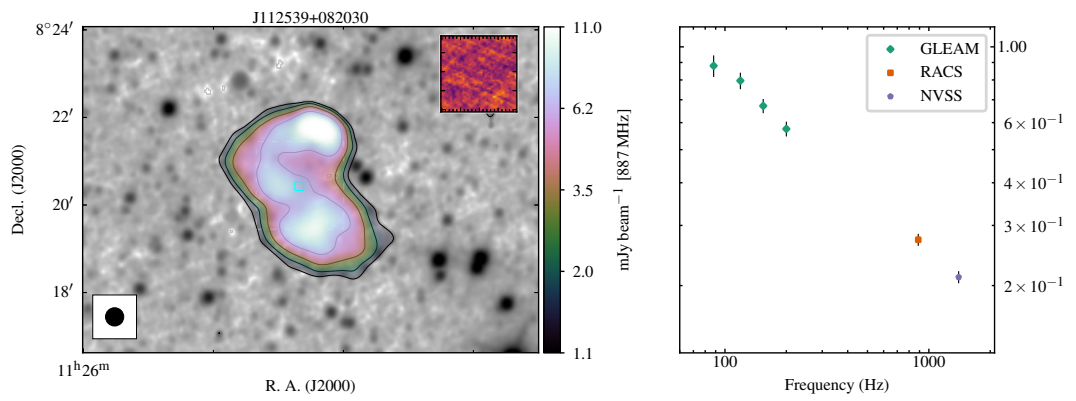 J112539+082030
8°24′
22′
20′
18′
Decl. (J2000)
11ʰ26ᵐ
R. A. (J2000)
11.0
6.2
3.5
2.0
1.1
mJy beam⁻¹ [887 MHz]
GLEAM
RACS
NVSS
1.00
6 × 10⁻¹
4 × 10⁻¹
3 × 10⁻¹
2 × 10⁻¹
100
1000
Frequency (Hz)